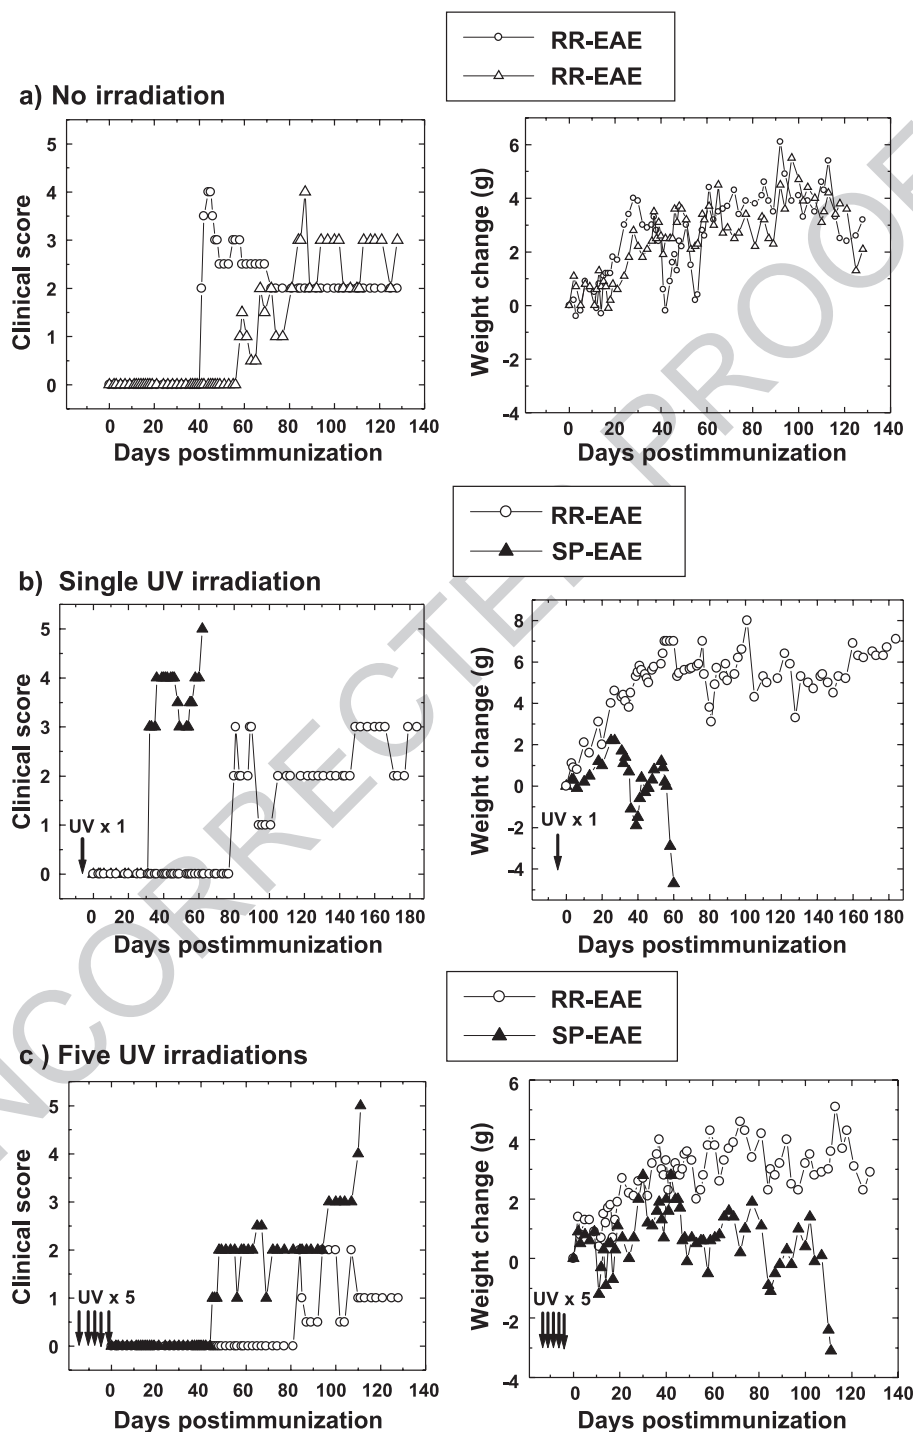 RR-EAE
RR-EAE
a) No irradiation
5
4
3
2
1
0
Clinical score
0 20 40 60 80 100 120 140
Days postimmunization
6
4
2
0
-2
-4
Weight change (g)
0 20 40 60 80 100 120 140
Days postimmunization
RR-EAE
SP-EAE
b) Single UV irradiation
5
4
3
2
1
0
Clinical score
UV x 1
0 20 40 60 80 100 120 140 160 180
Days postimmunization
8
6
4
2
0
-2
-4
Weight change (g)
UV x 1
0 20 40 60 80 100 120 140 160 180
Days postimmunization
RR-EAE
SP-EAE
c ) Five UV irradiations
5
4
3
2
1
0
Clinical score
UV x 5
0 20 40 60 80 100 120 140
Days postimmunization
6
4
2
0
-2
-4
Weight change (g)
UV x 5
0 20 40 60 80 100 120 140
Days postimmunization
NCORRECTE PROOF